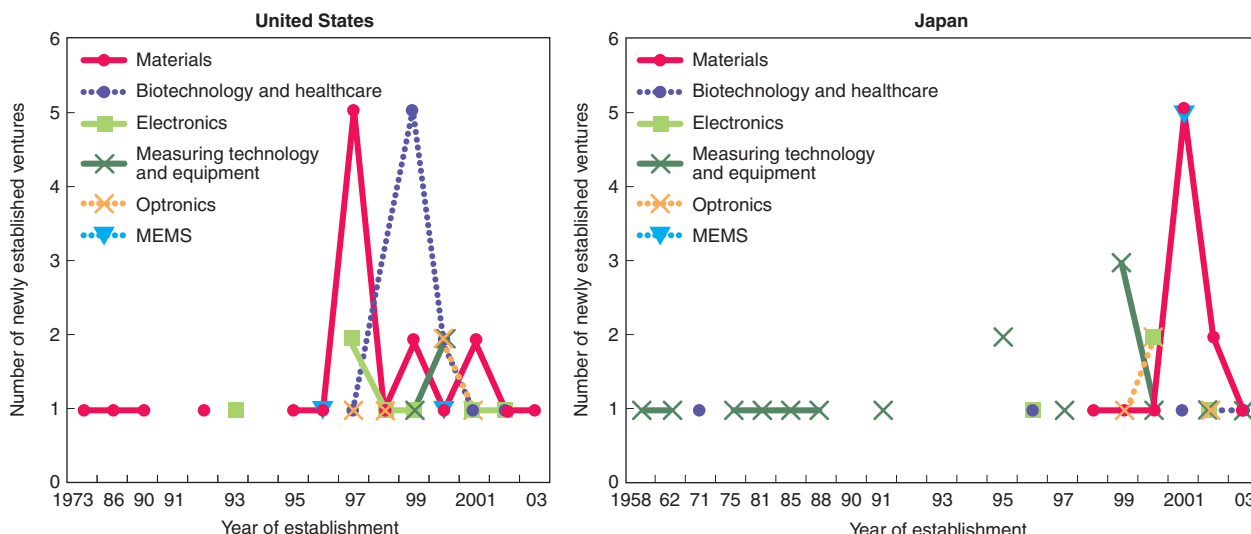 United States
6
5
4
3
2
1
0
Number of newly established ventures
Materials
Biotechnology and healthcare
Electronics
Measuring technology
and equipment
Optronics
MEMS
1973 86 90 91 93 95 97 99 2001 03
Year of establishment
Japan
6
5
4
3
2
1
0
Number of newly established ventures
Materials
Biotechnology and healthcare
Electronics
Measuring technology
and equipment
Optronics
MEMS
1958 62 71 75 81 85 88 90 91 93 95 97 99 2001 03
Year of establishment